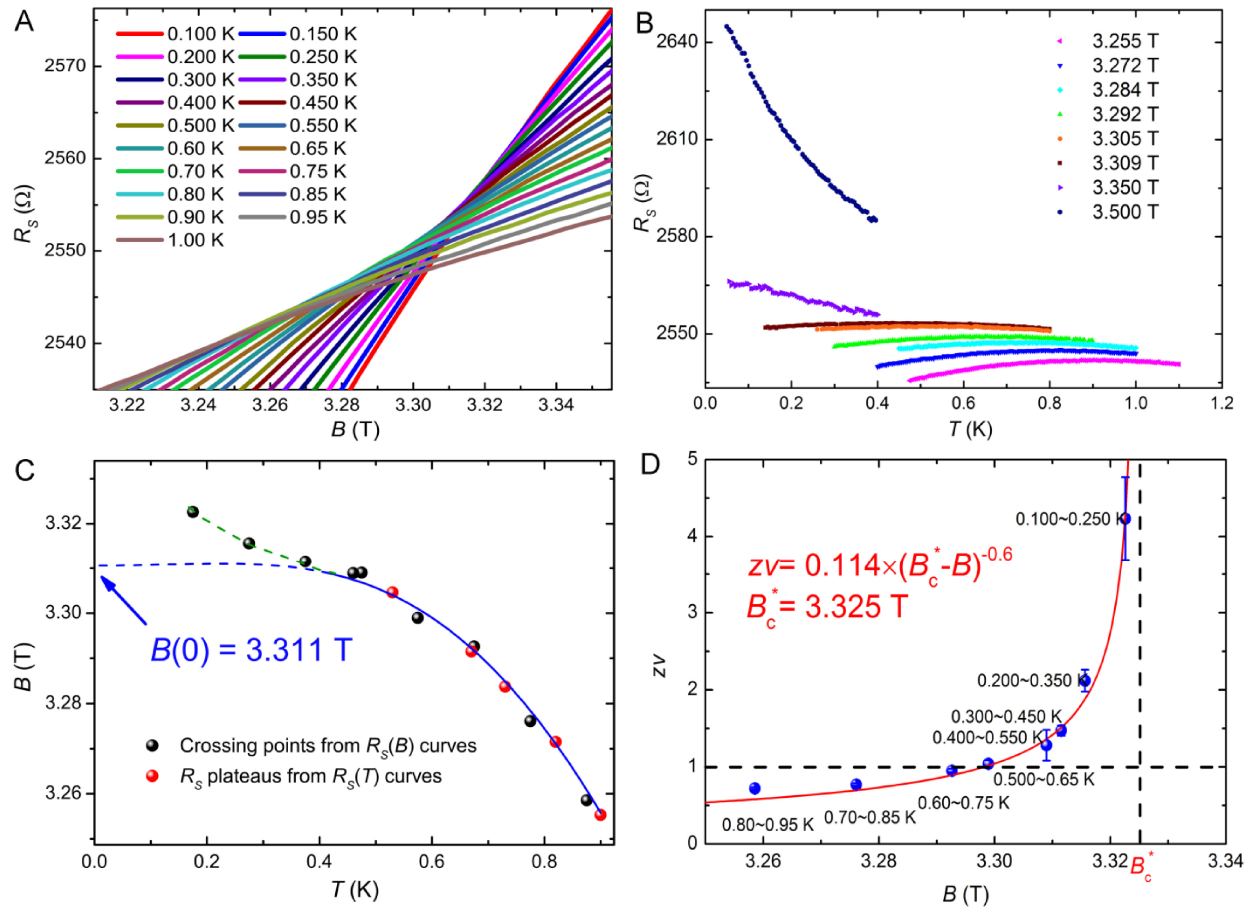 A
0.100 K 0.150 K
0.200 K 0.250 K
0.300 K 0.350 K
0.400 K 0.450 K
0.500 K 0.550 K
0.60 K 0.65 K
0.70 K 0.75 K
0.80 K 0.85 K
0.90 K 0.95 K
1.00 K
2570
2560
2550
2540
R_S (Ω)
3.22 3.24 3.26 3.28 3.30 3.32 3.34
B (T)
B
3.255 T
3.272 T
3.284 T
3.292 T
3.305 T
3.309 T
3.350 T
3.500 T
2640
2610
2580
2550
R_S (Ω)
0.0 0.2 0.4 0.6 0.8 1.0 1.2
T (K)
C
3.32
3.30
3.28
3.26
B (T)
B(0) = 3.311 T
Crossing points from R_S(B) curves
R_S plateaus from R_S(T) curves
0.0 0.2 0.4 0.6 0.8
T (K)
D
5
4
3
2
1
0
zν
0.100~0.250 K
zν= 0.114×(B_c^*-B)^-0.6
B_c^*= 3.325 T
0.200~0.350 K
0.300~0.450 K
0.400~0.550 K
0.500~0.65 K
0.60~0.75 K
0.70~0.85 K
0.80~0.95 K
3.26 3.28 3.30 3.32 B_c^* 3.34
B (T)